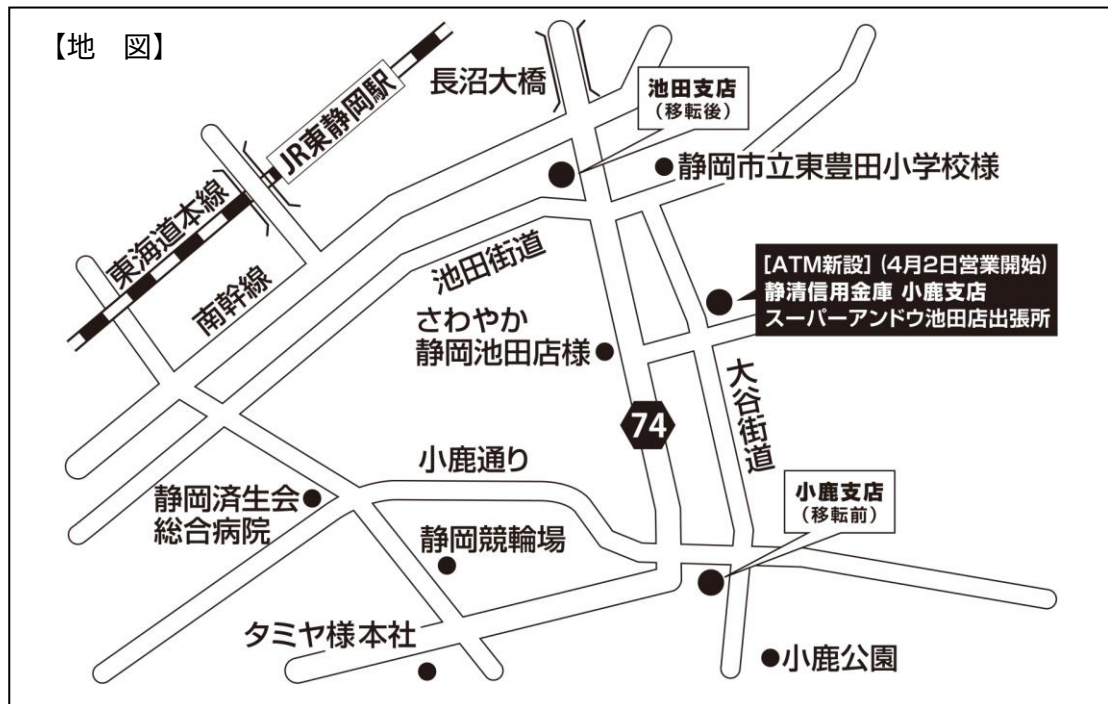 【地　図】
長沼大橋
池田支店
（移転後）
JR東静岡駅
静岡市立東豊田小学校様
東海道本線
南幹線
池田街道
［ATM新設］（4月2日営業開始）
静清信用金庫 小鹿支店
スーパーアンドウ池田店出張所
さわやか
静岡池田店様
大谷街道
74
小鹿通り
小鹿支店
（移転前）
静岡済生会
総合病院
静岡競輪場
タミヤ様本社
小鹿公園